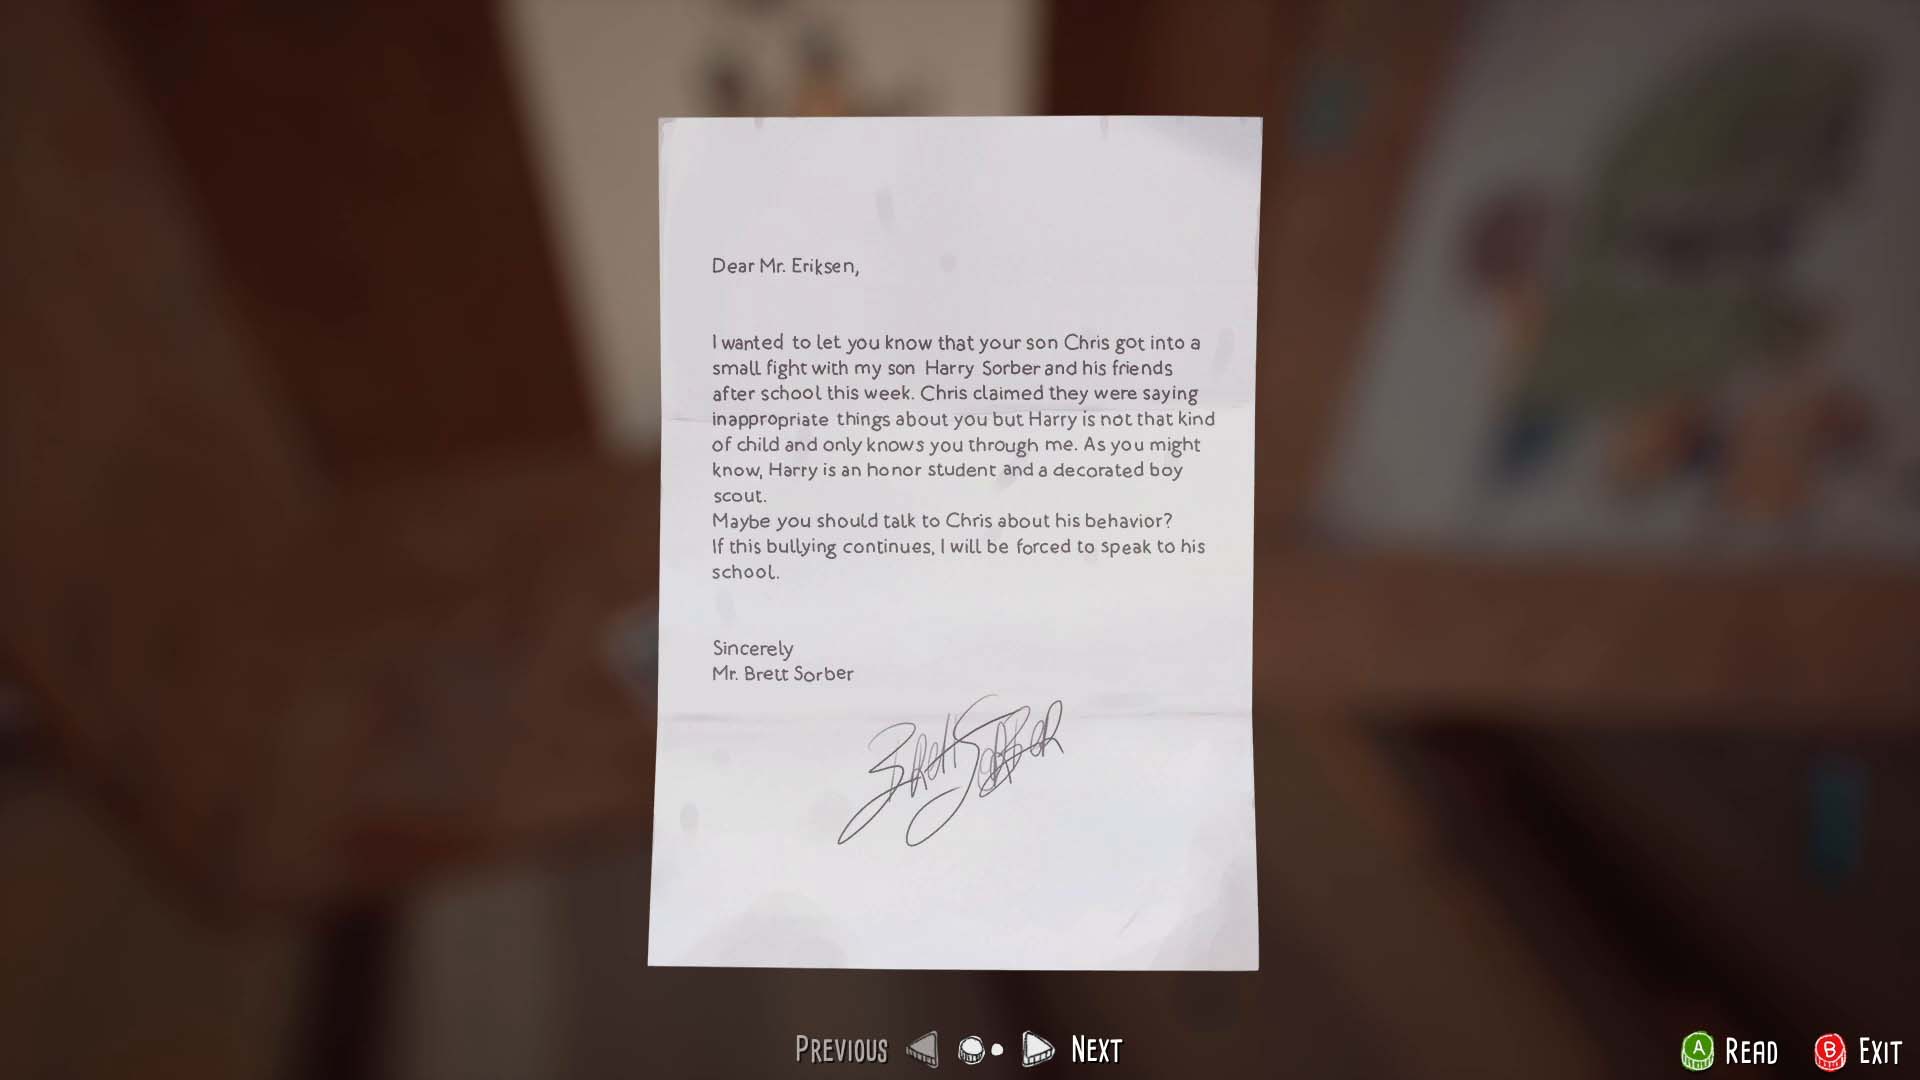 Dear Mr. Eriksen,
I wanted to let you know that your son Chris got into a
small fight with my son Harry Sorber and his friends
after school this week. Chris claimed they were saying
inappropriate things about you but Harry is not that kind
of child and only knows you through me. As you might
know, Harry is an honor student and a decorated boy
scout.
Maybe you should talk to Chris about his behavior?
If this bullying continues, I will be forced to speak to his
school.
Sincerely
Mr. Brett Sorber
Brett Sorber
PREVIOUS NEXT
A READ B EXIT